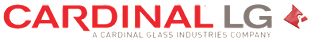 CARDINAL LG
A CARDINAL GLASS INDUSTRIES COMPANY